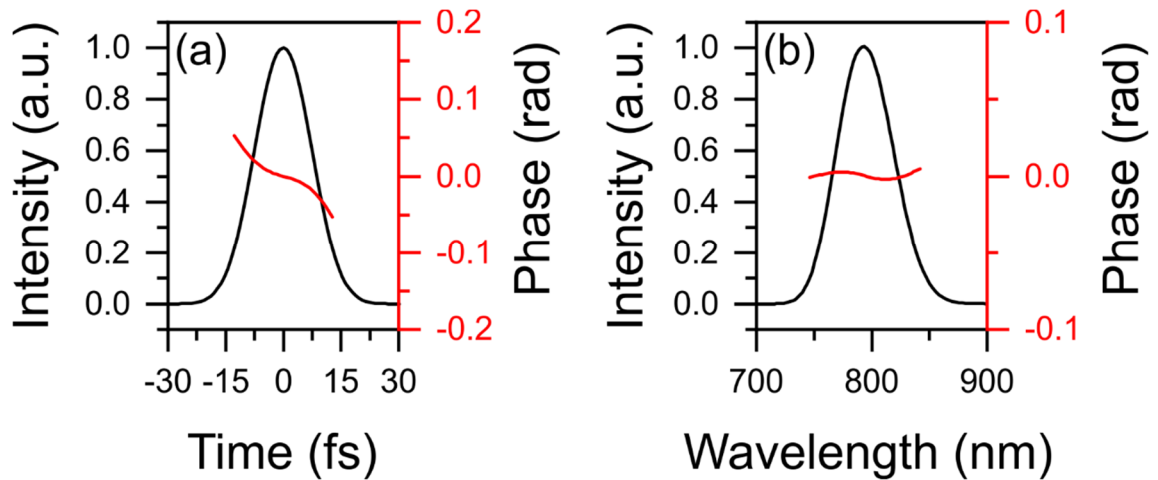 (a)
Intensity (a.u.)
1.0
0.8
0.6
0.4
0.2
0.0
0.2
0.1
0.0
-0.1
-0.2
Phase (rad)
-30 -15 0 15 30
Time (fs)
(b)
Intensity (a.u.)
1.0
0.8
0.6
0.4
0.2
0.0
0.1
0.0
-0.1
Phase (rad)
700 800 900
Wavelength (nm)